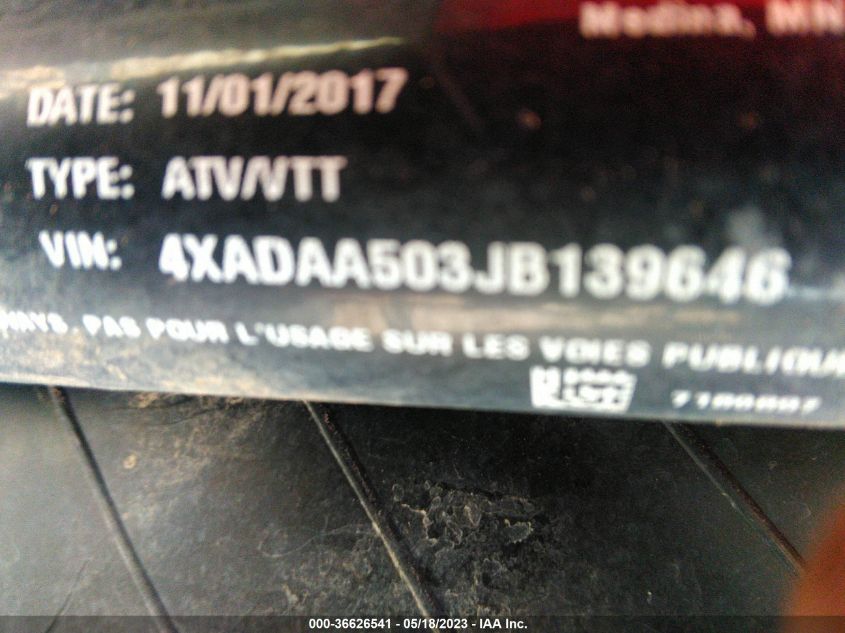 Medina, MN
DATE: 11/01/2017
TYPE: ATV/VTT
VIN: 4XADAA503JB139646
PAS POUR L'USAGE SUR LES VOIES
000-36626541 - 05/18/2023 - IAA Inc.